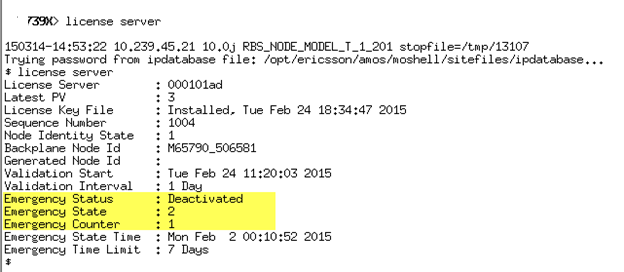 739X> license server
150314-14:53:22 10.239.45.21 10.0j RBS_NODE_MODEL_T_1_201 stopfile=/tmp/13107
Trying password from ipdatabase file: /opt/ericsson/amos/moshell/sitefiles/ipdatabase...
$ license server
License Server : 000101ad
Latest PV : 3
License Key File : Installed, Tue Feb 24 18:34:47 2015
Sequence Number : 1004
Node Identity State : 1
Backplane Node Id : M65790_506581
Generated Node Id :
Validation Start : Tue Feb 24 11:20:03 2015
Validation Interval : 1 Day
Emergency Status : Deactivated
Emergency State : 2
Emergency Counter : 1
Emergency State Time : Mon Feb 2 00:10:52 2015
Emergency Time Limit : 7 Days
$